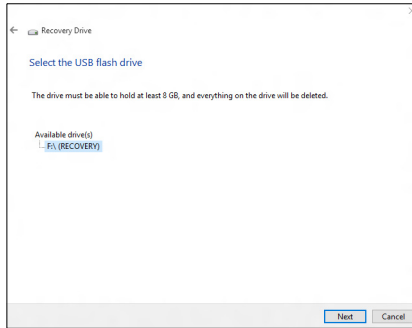 Recovery Drive
Select the USB flash drive
The drive must be able to hold at least 8 GB, and everything on the drive will be deleted.
Available drive(s)
F:\ (RECOVERY)
Next Cancel